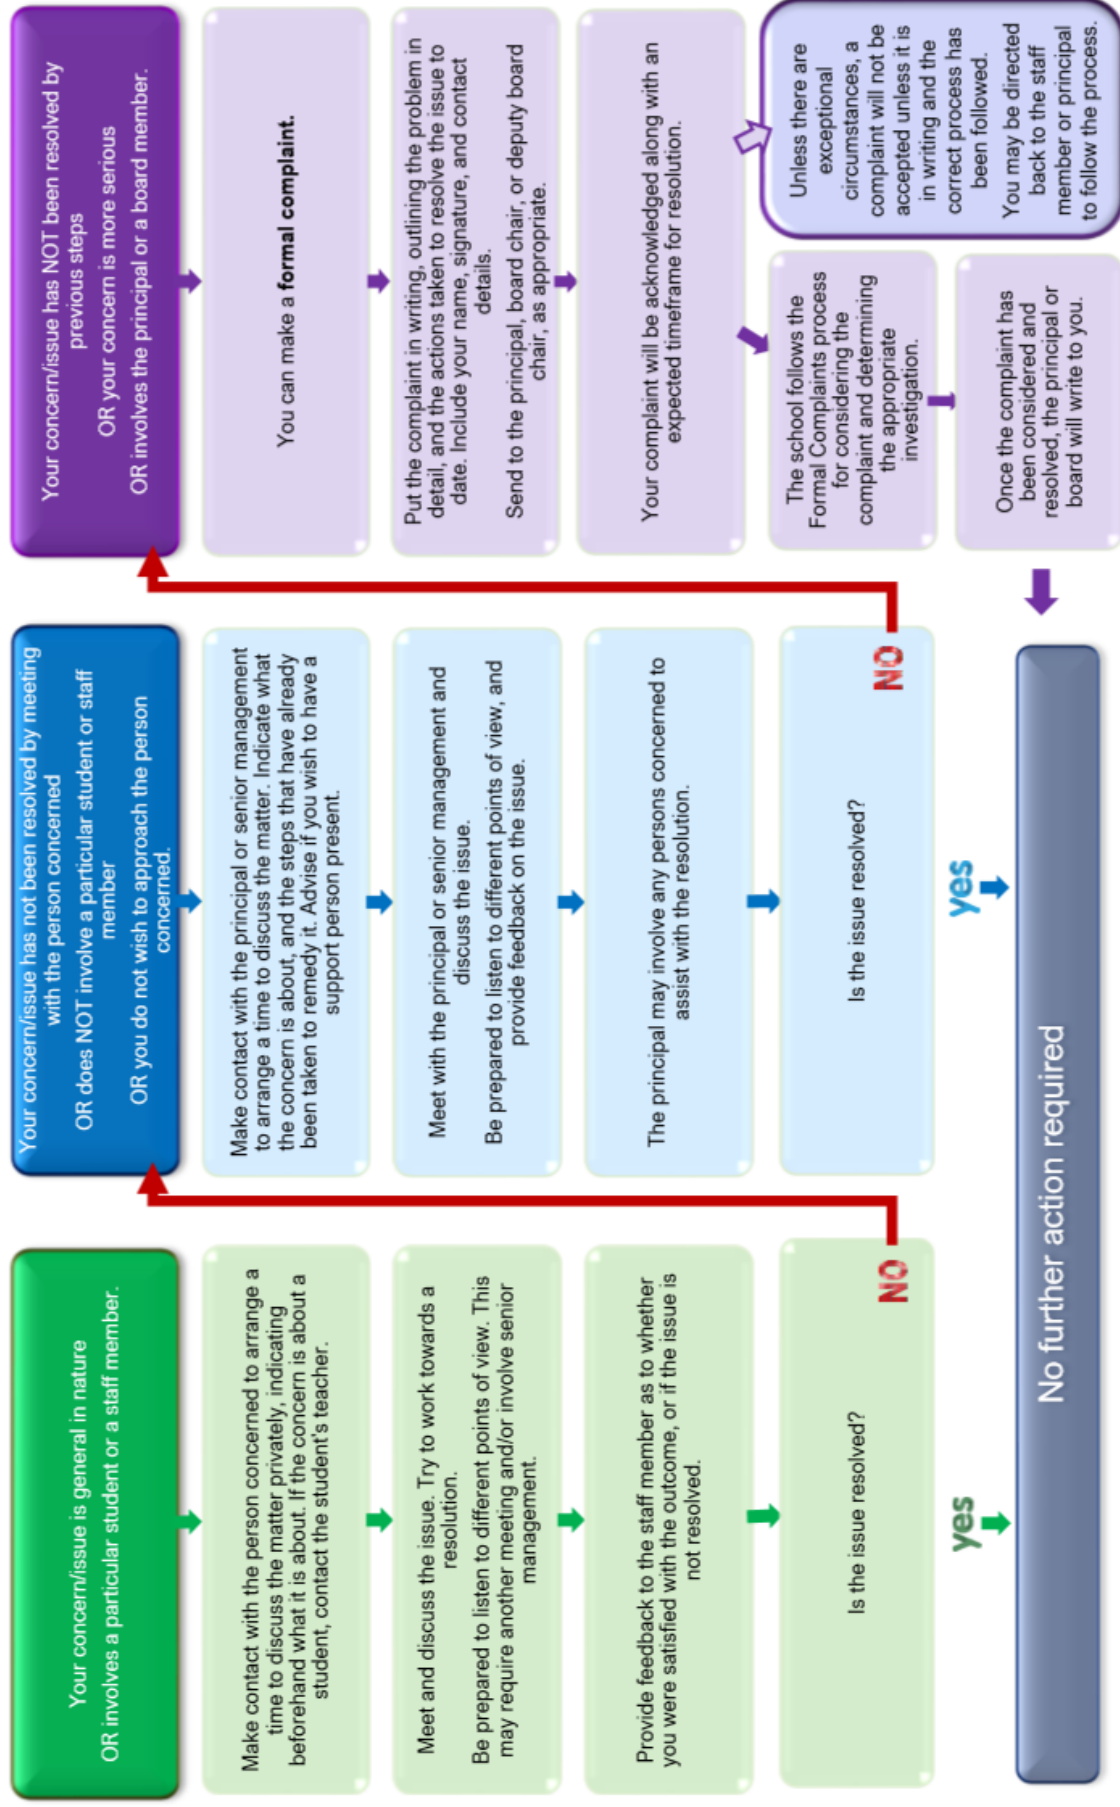 Your concern/issue is general in nature
OR involves a particular student or a staff member.
Make contact with the person concerned to arrange a
time to discuss the matter privately, indicating
beforehand what it is about. If the concern is about a
student, contact the student's teacher.
Meet and discuss the issue. Try to work towards a
resolution.
Be prepared to listen to different points of view. This
may require another meeting and/or involve senior
management.
Provide feedback to the staff member as to whether
you were satisfied with the outcome, or if the issue is
not resolved.
Is the issue resolved?
NO
yes
Your concern/issue has not been resolved by meeting
with the person concerned
OR does NOT involve a particular student or staff
member
OR you do not wish to approach the person
concerned.
Make contact with the principal or senior management
to arrange a time to discuss the matter. Indicate what
the concern is about, and the steps that have already
been taken to remedy it. Advise if you wish to have a
support person present.
Meet with the principal or senior management and
discuss the issue.
Be prepared to listen to different points of view, and
provide feedback on the issue.
The principal may involve any persons concerned to
assist with the resolution.
Is the issue resolved?
NO
yes
Your concern/issue has NOT been resolved by
previous steps
OR your concern is more serious
OR involves the principal or a board member.
You can make a formal complaint.
Put the complaint in writing, outlining the problem in
detail, and the actions taken to resolve the issue to
date. Include your name, signature, and contact
details.
Send to the principal, board chair, or deputy board
chair, as appropriate.
Your complaint will be acknowledged along with an
expected timeframe for resolution.
The school follows the
Formal Complaints process
for considering the
complaint and determining
the appropriate
investigation.
Once the complaint has
been considered and
resolved, the principal or
board will write to you.
Unless there are
exceptional
circumstances, a
complaint will not be
accepted unless it is
in writing and the
correct process has
been followed.
You may be directed
back to the staff
member or principal
to follow the process.
No further action required